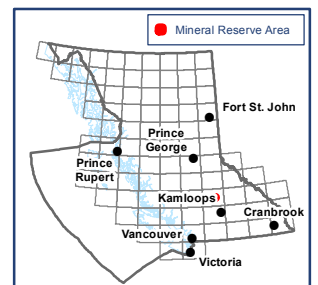 Mineral Reserve Area
Fort St. John
Prince
George
Prince
Rupert
Kamloops
Cranbrook
Vancouver
Victoria